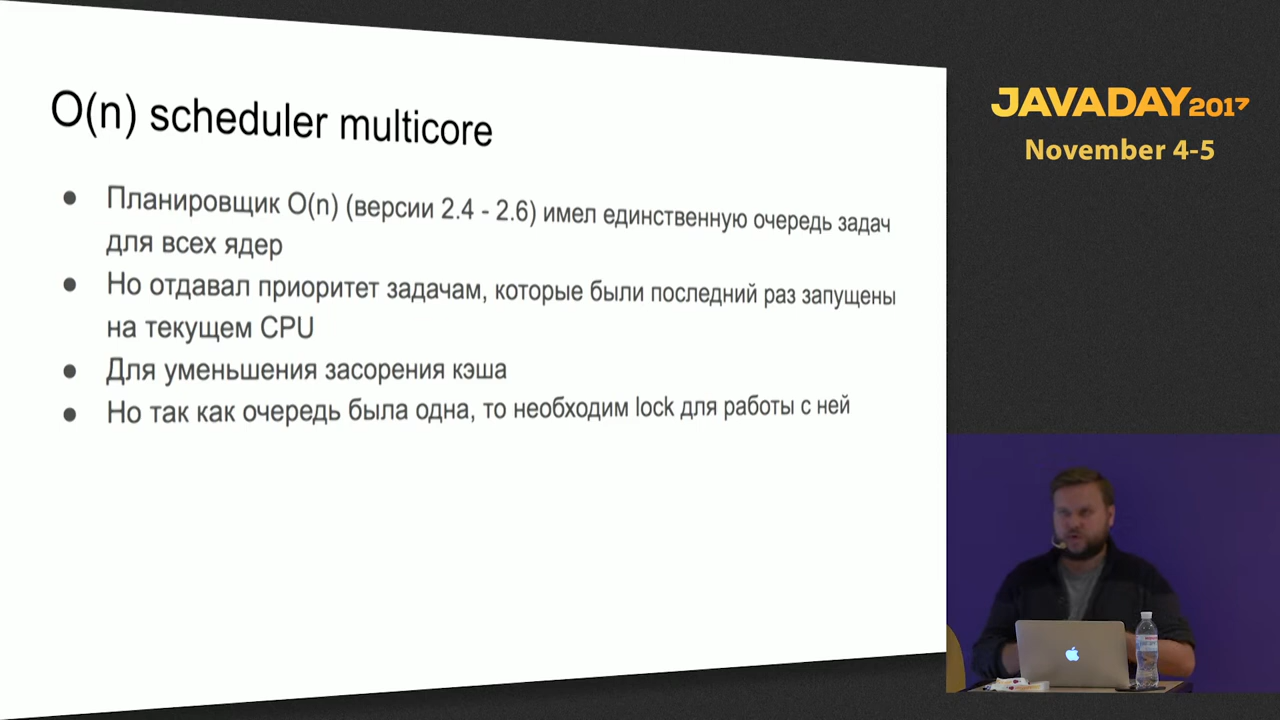 O(n) scheduler multicore
Планировщик O(n) (версии 2.4 - 2.6) имел единственную очередь задач
для всех ядер
Но отдавал приоритет задачам, которые были последний раз запущены
на текущем CPU
Для уменьшения засорения кэша
Но так как очередь была одна, то необходим lock для работы с ней
JAVADAY 2017
November 4-5